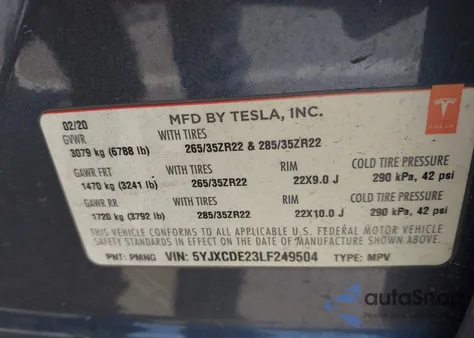 MFD BY TESLA, INC.
TESLA
02/20
GVWR WITH TIRES
3079 kg (6788 lb) 265/35ZR22 & 285/35ZR22
GAWR FRT WITH TIRES RIM COLD TIRE PRESSURE
1470 kg (3241 lb) 265/35ZR22 22X9.0 J 290 kPa, 42 psi
GAWR RR WITH TIRES RIM COLD TIRE PRESSURE
1720 kg (3792 lb) 285/35ZR22 22X10.0 J 290 kPa, 42 psi
THIS VEHICLE CONFORMS TO ALL APPLICABLE U.S. FEDERAL MOTOR VEHICLE
SAFETY STANDARDS IN EFFECT ON THE DATE OF MANUFACTURE SHOWN ABOVE.
PNT: PMNG VIN: 5YJXCDE23LF249504 TYPE: MPV
autoSnap